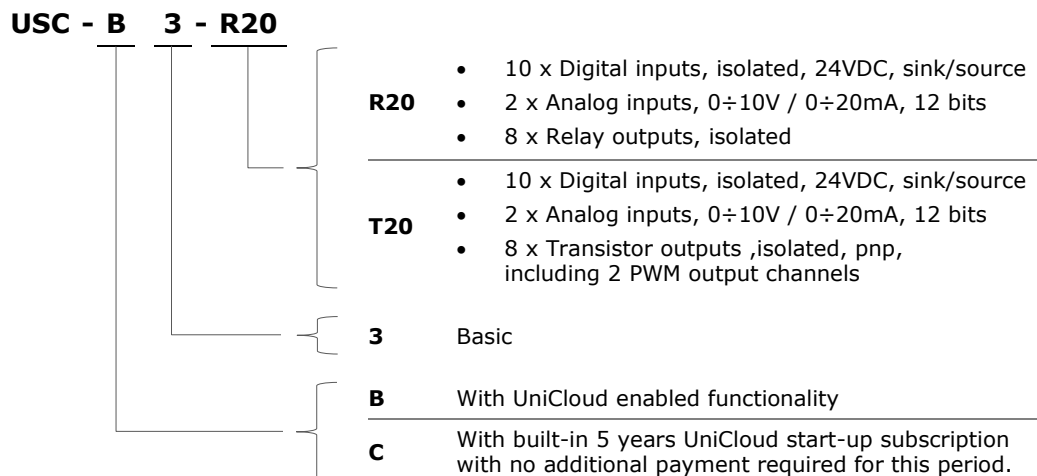 USC - B 3 - R20
R20
• 10 x Digital inputs, isolated, 24VDC, sink/source
• 2 x Analog inputs, 0÷10V / 0÷20mA, 12 bits
• 8 x Relay outputs, isolated
T20
• 10 x Digital inputs, isolated, 24VDC, sink/source
• 2 x Analog inputs, 0÷10V / 0÷20mA, 12 bits
• 8 x Transistor outputs ,isolated, pnp,
including 2 PWM output channels
3 Basic
B With UniCloud enabled functionality
C With built-in 5 years UniCloud start-up subscription
with no additional payment required for this period.